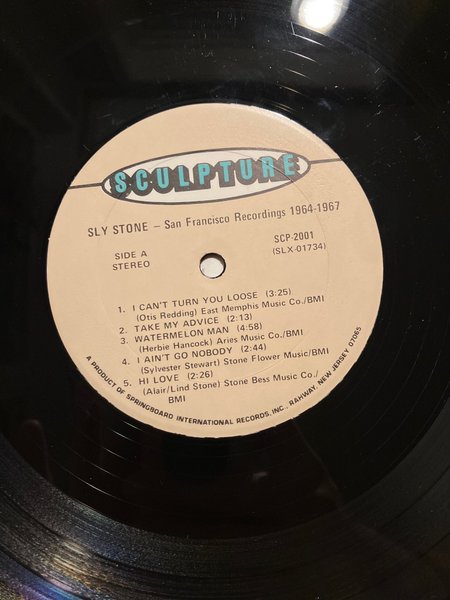 SCULPTURE
SLY STONE — San Francisco Recordings 1964-1967
SIDE A
STEREO
SCP-2001
(SLX-01734)
1. I CAN'T TURN YOU LOOSE (3:25)
(Otis Redding) East Memphis Music Co./BMI
2. TAKE MY ADVICE (2:13)
3. WATERMELON MAN (4:58)
(Herbie Hancock) Aries Music Co./BMI
4. I AIN'T GO NOBODY (2:44)
(Sylvester Stewart) Stone Flower Music/BMI
5. HI LOVE (2:26)
(Alair/Lind Stone) Stone Bess Music Co./
BMI
A PRODUCT OF SPRINGBOARD INTERNATIONAL RECORDS, INC., RAHWAY, NEW JERSEY 07065